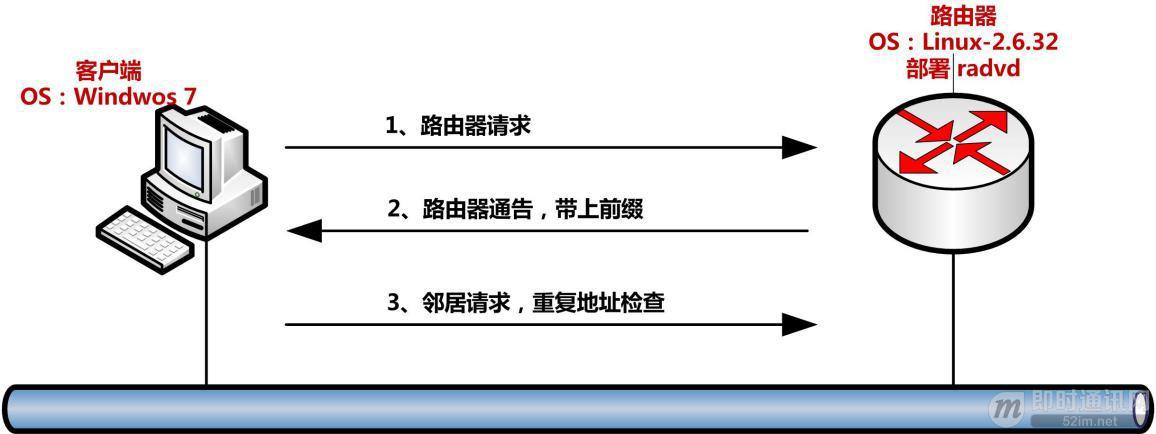 路由器
OS：Linux-2.6.32
部署 radvd
客户端
OS：Windwos 7
1、路由器请求
2、路由器通告，带上前缀
3、邻居请求，重复地址检查
即时通讯网
52im.net